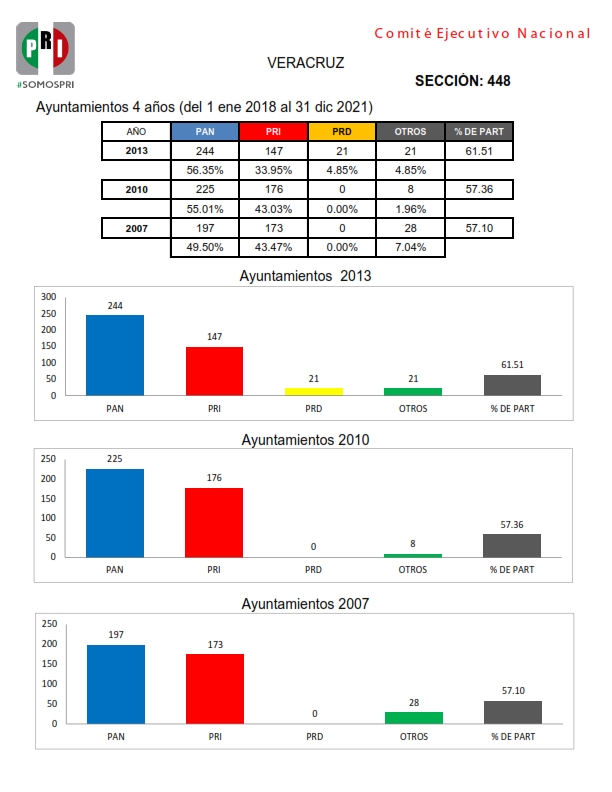 Comité Ejecutivo Nacional
PRI
#SOMOSPRI
VERACRUZ
SECCIÓN: 448
Ayuntamientos 4 años (del 1 ene 2018 al 31 dic 2021)
AÑO PAN PRI PRD OTROS % DE PART
2013 244 147 21 21 61.51
56.35% 33.95% 4.85% 4.85%
2010 225 176 0 8 57.36
55.01% 43.03% 0.00% 1.96%
2007 197 173 0 28 57.10
49.50% 43.47% 0.00% 7.04%
Ayuntamientos 2013
300
250
200
150
100
50
0
244 147 21 21 61.51
PAN PRI PRD OTROS % DE PART
Ayuntamientos 2010
250
200
150
100
50
0
225 176 0 8 57.36
PAN PRI PRD OTROS % DE PART
Ayuntamientos 2007
250
200
150
100
50
0
197 173 0 28 57.10
PAN PRI PRD OTROS % DE PART